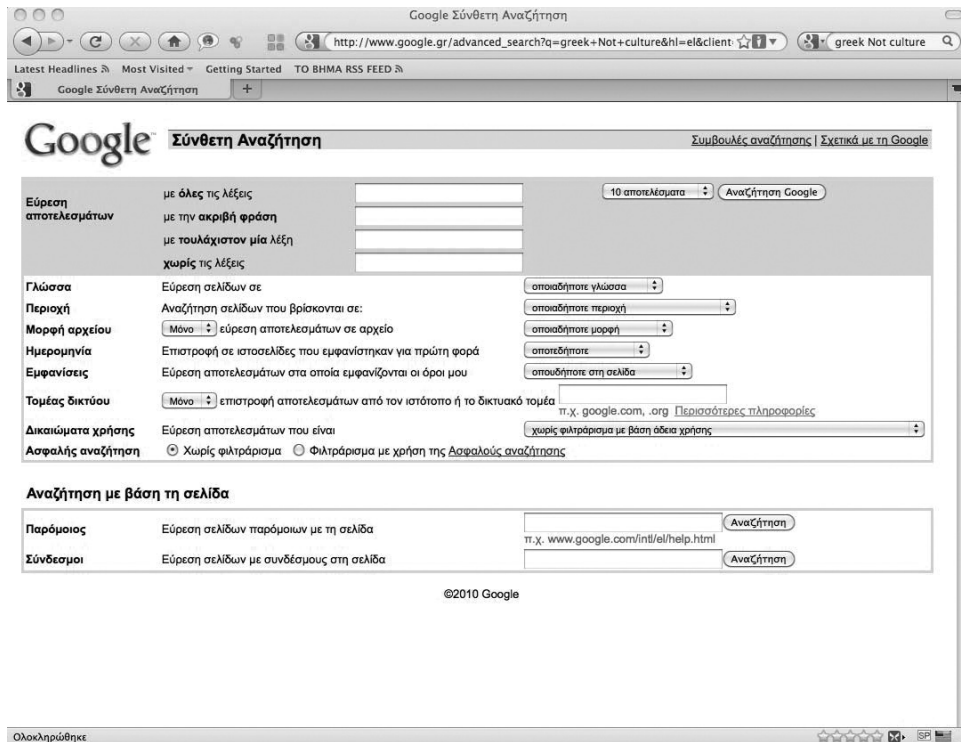 Google Σύνθετη Αναζήτηση
http://www.google.gr/advanced_search?q=greek+Not+culture&hl=el&client greek Not culture
Latest Headlines Most Visited Getting Started TO BHMA RSS FEED
Google Σύνθετη Αναζήτηση +
Google Σύνθετη Αναζήτηση Συμβουλές αναζήτησης | Σχετικά με τη Google
Εύρεση αποτελεσμάτων
με όλες τις λέξεις 10 αποτελέσματα Αναζήτηση Google
με την ακριβή φράση
με τουλάχιστον μία λέξη
χωρίς τις λέξεις
Γλώσσα Εύρεση σελίδων σε οποιαδήποτε γλώσσα
Περιοχή Αναζήτηση σελίδων που βρίσκονται σε: οποιαδήποτε περιοχή
Μορφή αρχείου Μόνο εύρεση αποτελεσμάτων σε αρχείο οποιαδήποτε μορφή
Ημερομηνία Επιστροφή σε ιστοσελίδες που εμφανίστηκαν για πρώτη φορά οποτεδήποτε
Εμφανίσεις Εύρεση αποτελεσμάτων στα οποία εμφανίζονται οι όροι μου οπουδήποτε στη σελίδα
Τομέας δικτύου Μόνο επιστροφή αποτελεσμάτων από τον ιστότοπο ή το δικτυακό τομέα
π.χ. google.com, .org Περισσότερες πληροφορίες
Δικαιώματα χρήσης Εύρεση αποτελεσμάτων που είναι χωρίς φιλτράρισμα με βάση άδεια χρήσης
Ασφαλής αναζήτηση Χωρίς φιλτράρισμα Φιλτράρισμα με χρήση της Ασφαλούς αναζήτησης
Αναζήτηση με βάση τη σελίδα
Παρόμοιος Εύρεση σελίδων παρόμοιων με τη σελίδα Αναζήτηση
π.χ. www.google.com/intl/el/help.html
Σύνδεσμοι Εύρεση σελίδων με συνδέσμους στη σελίδα Αναζήτηση
©2010 Google
Ολοκληρώθηκε SP